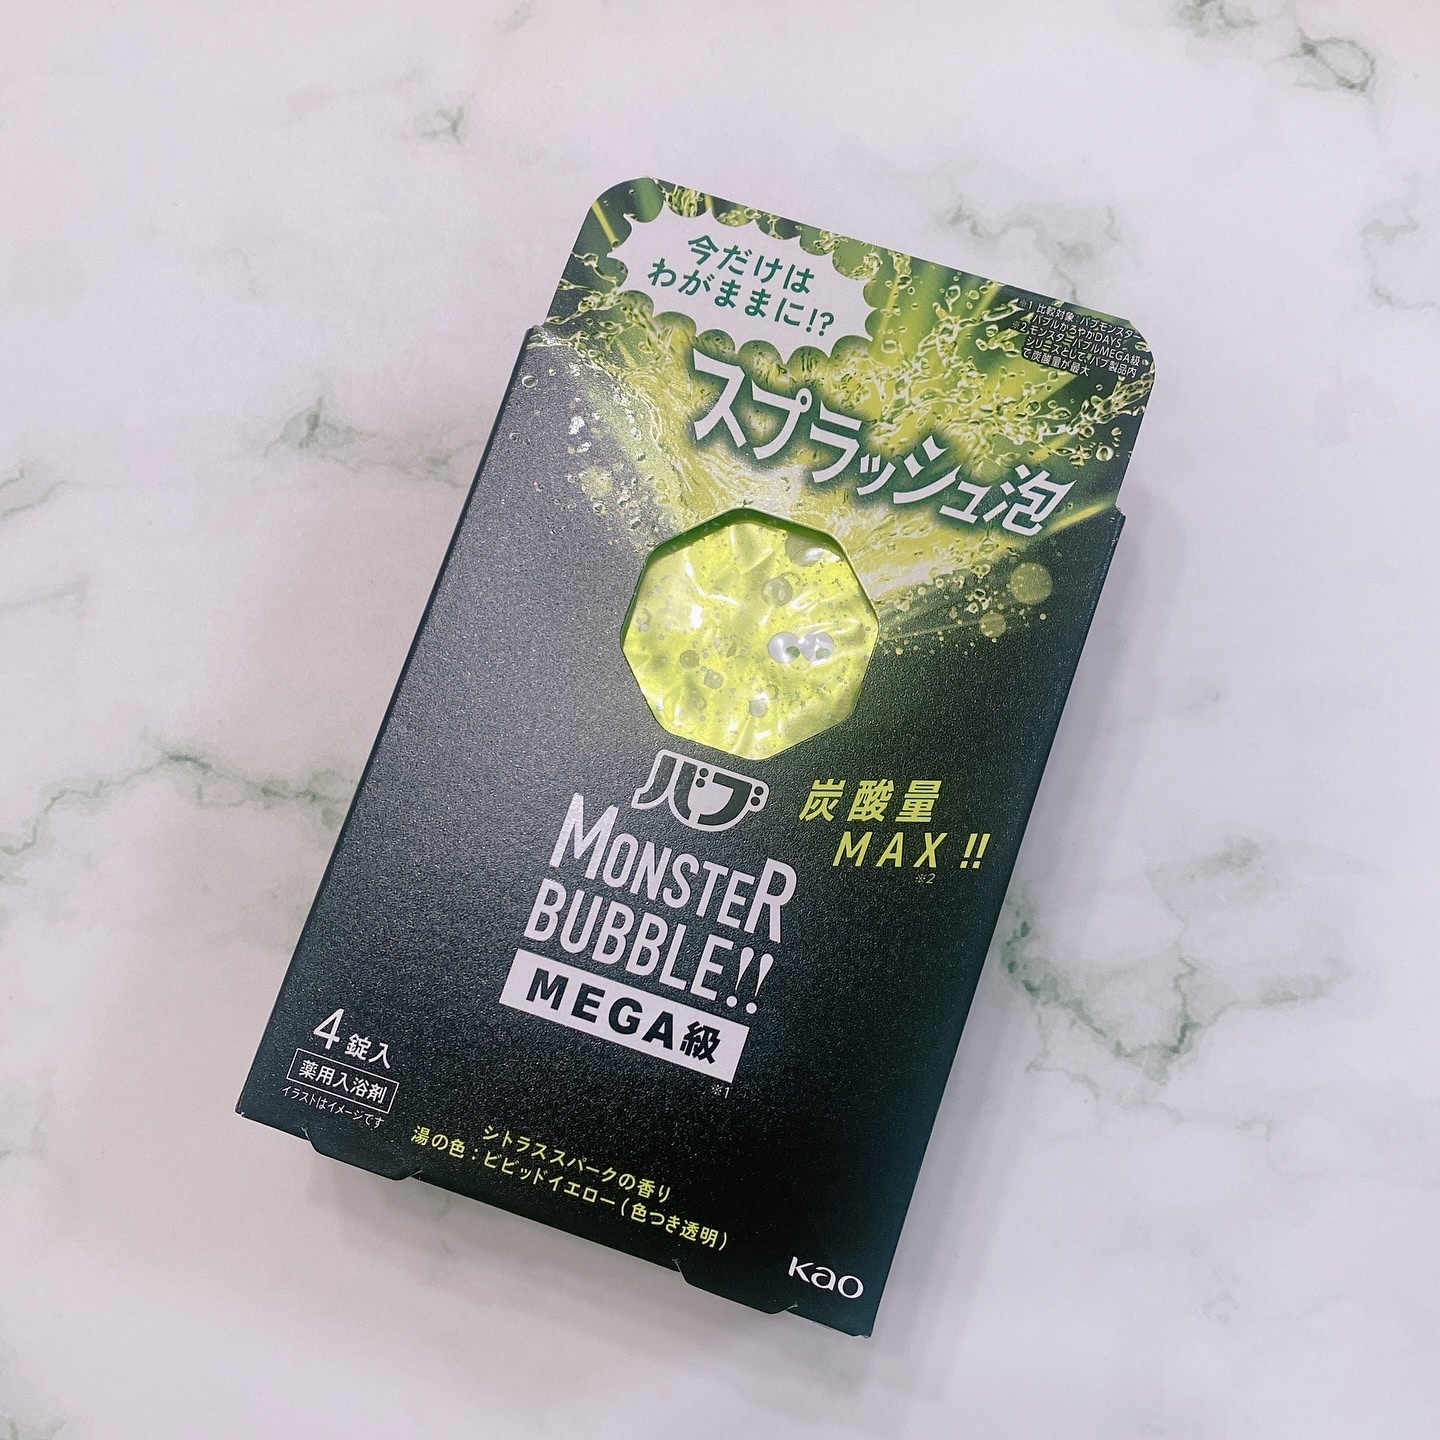 今だけは
わがままに!?
※1 比較対象:バブモンスター
バブルかろやかDAYS
※2 モンスターバブルMEGA級
シリーズとして、バブ製品内
で炭酸量が最大
スプラッシュ泡
バブ
炭酸量
MAX!!
※2
MONSTER
BUBBLE!!
MEGA級
※1
4錠入
薬用入浴剤
イラストはイメージです
シトラススパークの香り
湯の色:ビビッドイエロー(色つき透明)
Kao